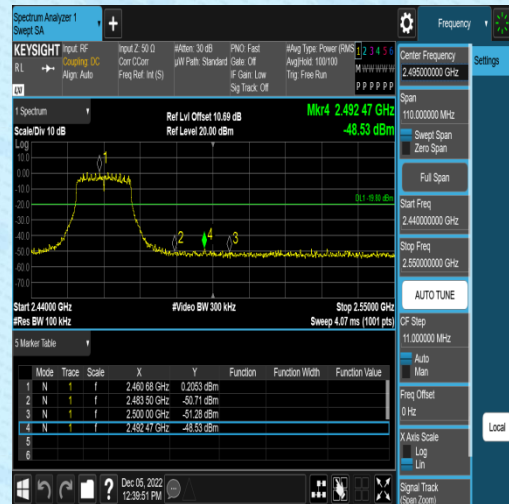 Spectrum Analyzer 1
Swept SA
+
Frequency
KEYSIGHT
Input: RF
Coupling: DC
Align: Auto
Input Z: 50 Ω
Corr CCorr
Freq Ref: Int (S)
#Atten: 30 dB
µW Path: Standard
PNO: Fast
Gate: Off
IF Gain: Low
Sig Track: Off
#Avg Type: Power (RMS
Avg|Hold: 100/100
Trig: Free Run
1 2 3 4 5 6
M W W W W W
P P P P P P
R L
LXI
1 Spectrum
Scale/Div 10 dB
Ref Lvl Offset 10.69 dB
Ref Level 20.00 dBm
Mkr4 2.492 47 GHz
-48.53 dBm
Log
10.0
0.00
-10.0
-20.0
-30.0
-40.0
-50.0
-60.0
-70.0
1
2
4
3
DL1 -19.80 dBm
Start 2.44000 GHz
#Res BW 100 kHz
#Video BW 300 kHz
Stop 2.55000 GHz
Sweep 4.07 ms (1001 pts)
5 Marker Table
Mode Trace Scale X Y Function Function Width Function Value
1 N 1 f 2.460 68 GHz 0.2053 dBm
2 N 1 f 2.483 50 GHz -50.71 dBm
3 N 1 f 2.500 00 GHz -51.28 dBm
4 N 1 f 2.492 47 GHz -48.53 dBm
5
6
Dec 05, 2022
12:39:51 PM
Center Frequency
2.495000000 GHz
Span
110.000000 MHz
Swept Span
Zero Span
Full Span
Start Freq
2.440000000 GHz
Stop Freq
2.550000000 GHz
AUTO TUNE
CF Step
11.000000 MHz
Auto
Man
Freq Offset
0 Hz
X Axis Scale
Log
Lin
Signal Track
(Span Zoom)
Settings
Local